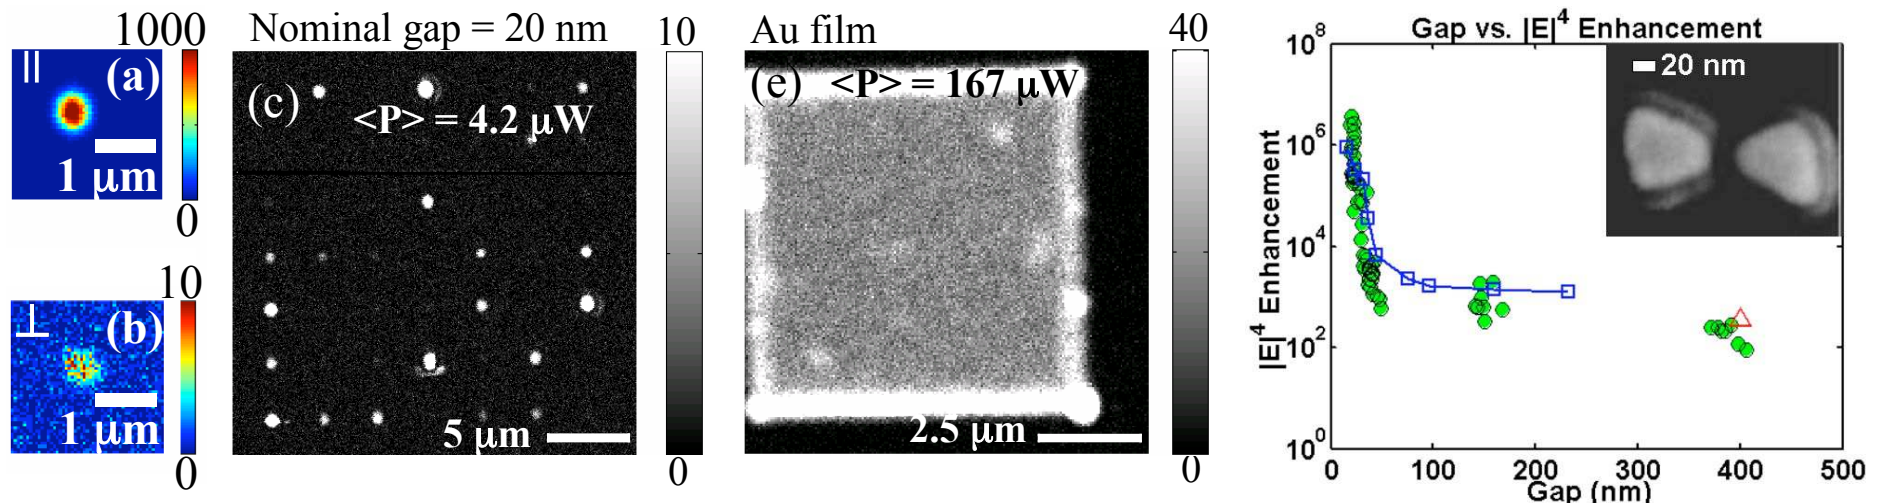 1000
||
(a)
1 μm
0
10
⊥
(b)
1 μm
0
Nominal gap = 20 nm
10
(c)
<P> = 4.2 μW
5 μm
0
Au film
40
(e)
<P> = 167 μW
2.5 μm
0
Gap vs. |E|⁴ Enhancement
20 nm
|E|⁴ Enhancement
10⁸
10⁶
10⁴
10²
10⁰
0 100 200 300 400 500
Gap (nm)